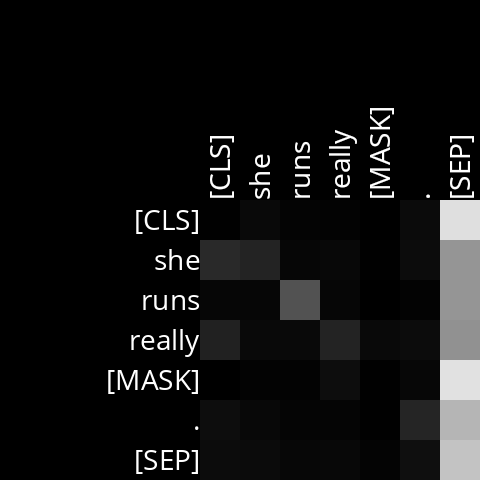 [CLS] she runs really [MASK] . [SEP]
[CLS]
she
runs
really
[MASK]
.
[SEP]